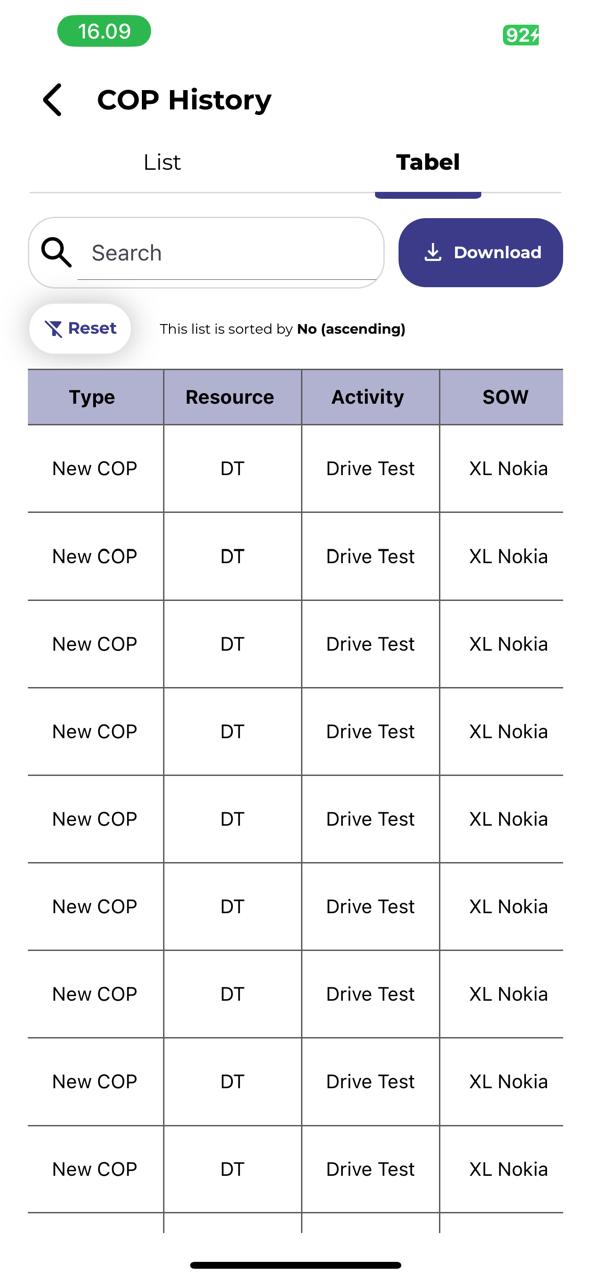 16.09
92
COP History
List Tabel
Search Download
Reset This list is sorted by No (ascending)
Type Resource Activity SOW
New COP DT Drive Test XL Nokia
New COP DT Drive Test XL Nokia
New COP DT Drive Test XL Nokia
New COP DT Drive Test XL Nokia
New COP DT Drive Test XL Nokia
New COP DT Drive Test XL Nokia
New COP DT Drive Test XL Nokia
New COP DT Drive Test XL Nokia
New COP DT Drive Test XL Nokia